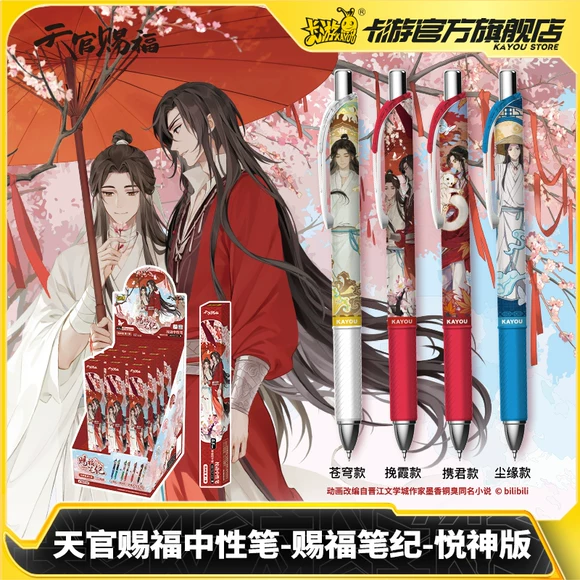 天官赐福
卡游 卡游官方旗舰店
KAYOU STORE
KAYOU
KAYOU
KAYOU
KAYOU
苍穹款
挽霞款
携君款
尘缘款
动画改编自晋江文学城作家墨香铜臭同名小说 © bilibili
天官赐福中性笔-赐福笔纪-悦神版